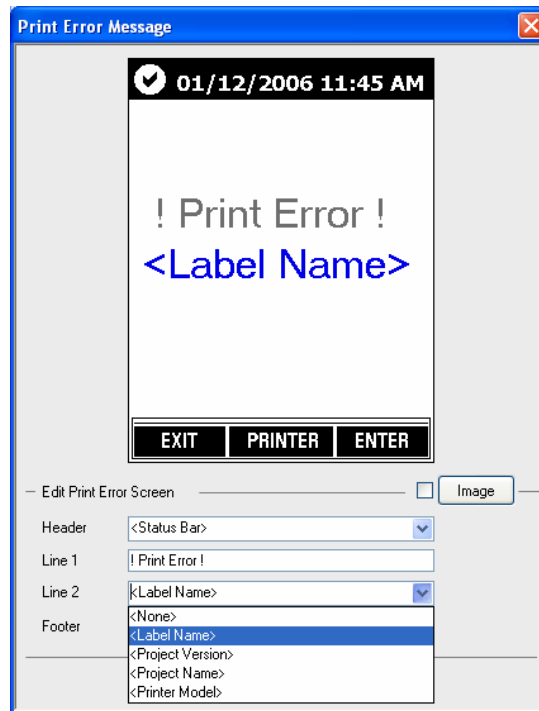 Print Error Message
01/12/2006 11:45 AM
! Print Error !
<Label Name>
EXIT PRINTER ENTER
Edit Print Error Screen Image
Header <Status Bar>
Line 1 ! Print Error !
Line 2 <Label Name>
Footer
<None>
<Label Name>
<Project Version>
<Project Name>
<Printer Model>